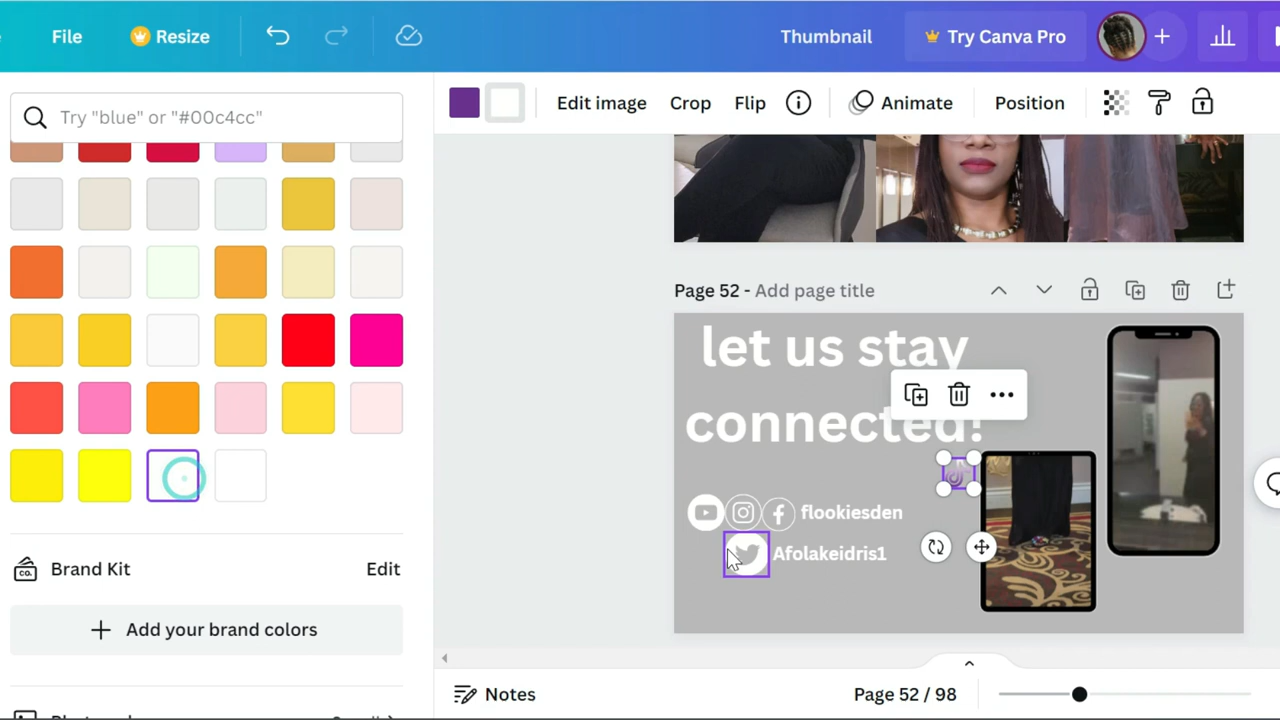 File
Resize
Thumbnail
Try Canva Pro
Try "blue" or "#00c4cc"
Edit image
Crop
Flip
Animate
Position
Page 52 - Add page title
let us stay
connected!
flookiesden
Afolakeidris1
Brand Kit
Edit
CO.
Add your brand colors
Notes
Page 52 / 98